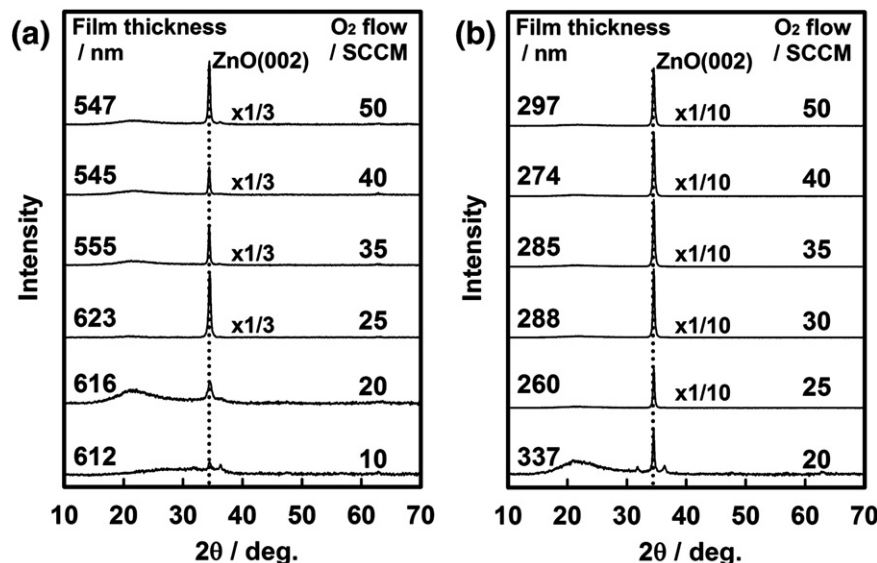 (a)
Film thickness / nm
O2 flow / SCCM
ZnO(002)
547 x1/3 50
545 x1/3 40
555 x1/3 35
623 x1/3 25
616 20
612 10
10 20 30 40 50 60 70
2θ / deg.
Intensity
(b)
Film thickness / nm
O2 flow / SCCM
ZnO(002)
297 x1/10 50
274 x1/10 40
285 x1/10 35
288 x1/10 30
260 x1/10 25
337 20
10 20 30 40 50 60 70
2θ / deg.
Intensity